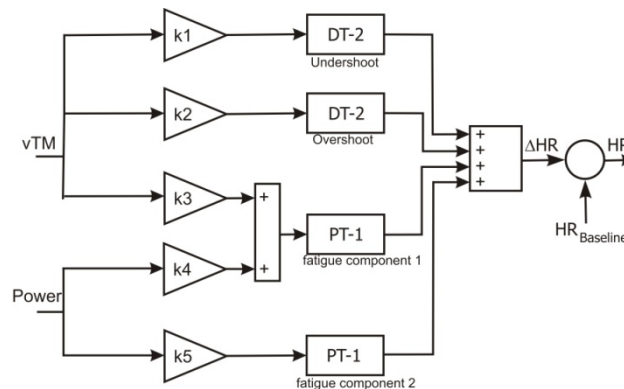 k1
DT-2
Undershoot
k2
DT-2
Overshoot
vTM
k3
+
+
+
+
+
ΔHR
HR
+
PT-1
fatigue component 1
k4
HR Baseline
Power
k5
PT-1
fatigue component 2